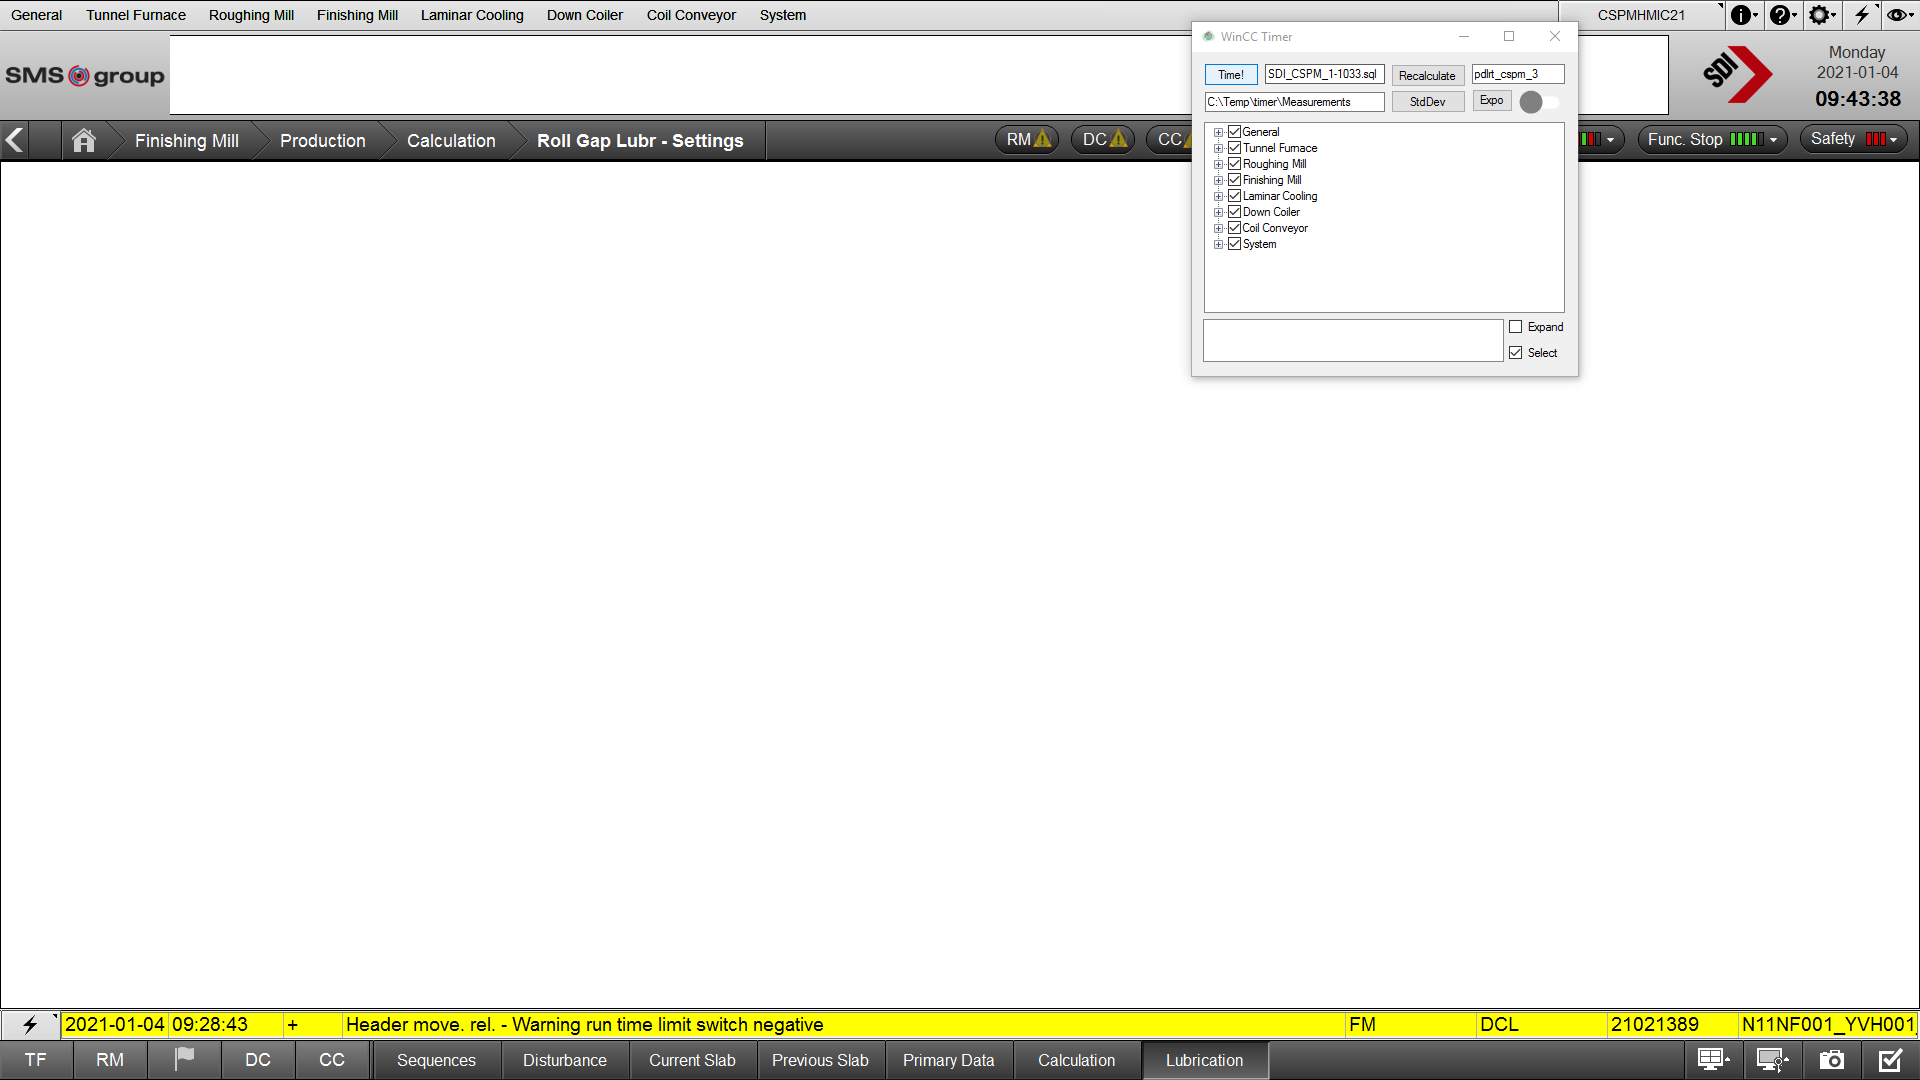 General Tunnel Furnace Roughing Mill Finishing Mill Laminar Cooling Down Coiler Coil Conveyor System CSPMHMIC21
SMS group
SDI
Monday
2021-01-04
09:43:38
WinCC Timer
Time! SDI_CSPM_1-1033.sql Recalculate pdlrt_cspm_3
C:\Temp\timer\Measurements StdDev Expo
General
Tunnel Furnace
Roughing Mill
Finishing Mill
Laminar Cooling
Down Coiler
Coil Conveyor
System
Expand
Select
Finishing Mill Production Calculation Roll Gap Lubr - Settings RM DC CC Func. Stop Safety
2021-01-04 09:28:43 + Header move. rel. - Warning run time limit switch negative FM DCL 21021389 N11NF001_YVH001
TF RM DC CC Sequences Disturbance Current Slab Previous Slab Primary Data Calculation Lubrication